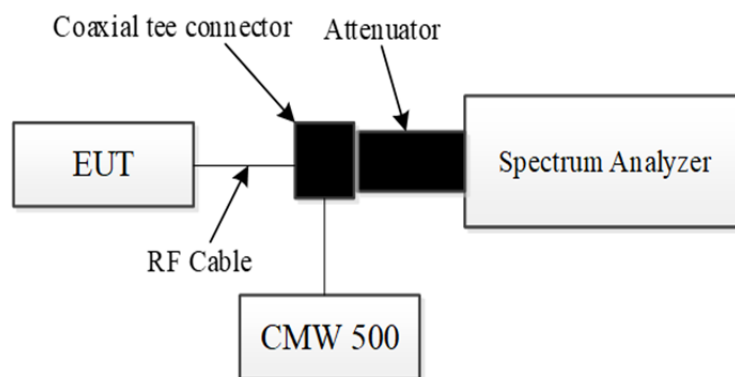 Coaxial tee connector
Attenuator
EUT
Spectrum Analyzer
RF Cable
CMW 500